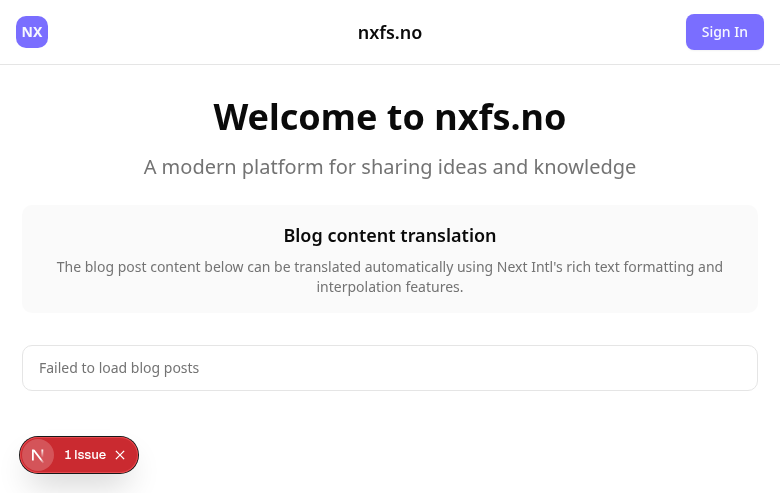 NX
nxfs.no
Sign In
Welcome to nxfs.no
A modern platform for sharing ideas and knowledge
Blog content translation
The blog post content below can be translated automatically using Next Intl's rich text formatting and
interpolation features.
Failed to load blog posts
N
1 Issue